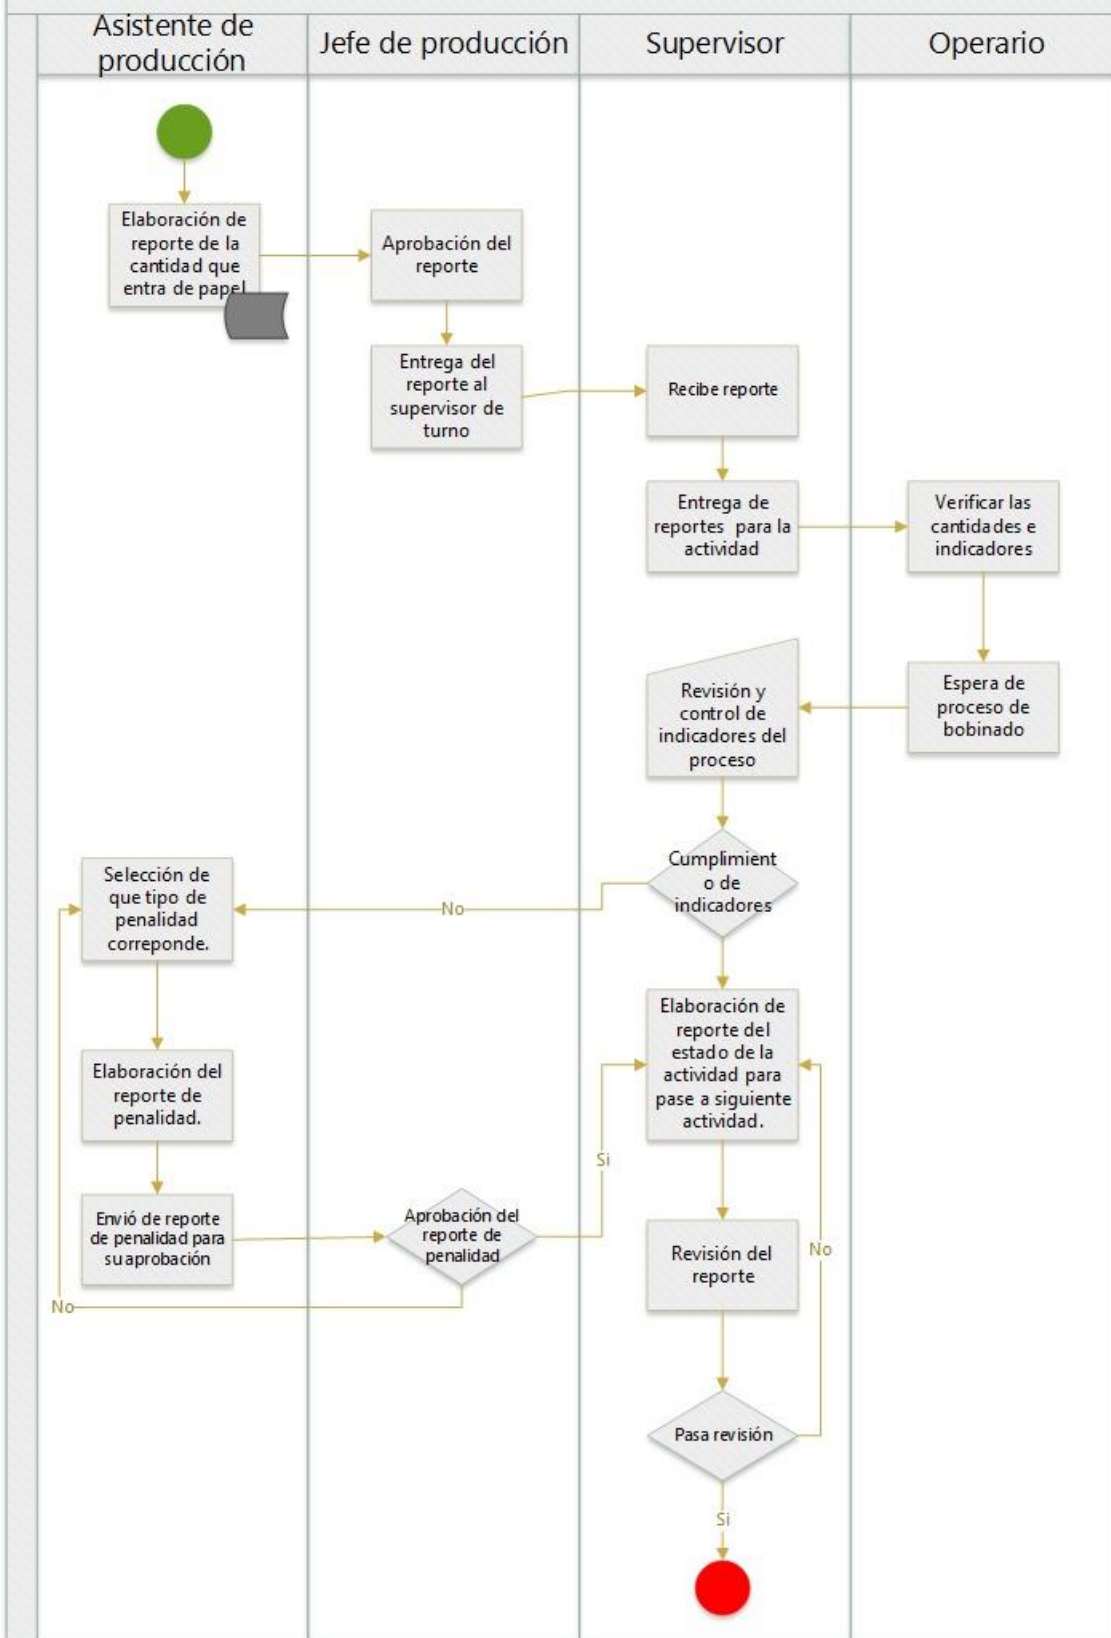 Asistente de
producción
Jefe de producción
Supervisor
Operario
Elaboración de
reporte de la
cantidad que
entra de papel
Aprobación del
reporte
Entrega del
reporte al
supervisor de
turno
Recibe reporte
Entrega de
reportes para la
actividad
Verificar las
cantidades e
indicadores
Espera de
proceso de
bobinado
Revisión y
control de
indicadores del
proceso
Cumplimient
o de
indicadores
No
Selección de
que tipo de
penalidad
correponde.
Elaboración de
reporte del
estado de la
actividad para
pase a siguiente
actividad.
Elaboración del
reporte de
penalidad.
Si
Envió de reporte
de penalidad para
su aprobación
Aprobación del
reporte de
penalidad
No
Revisión del
reporte
No
Pasa revisión
Si